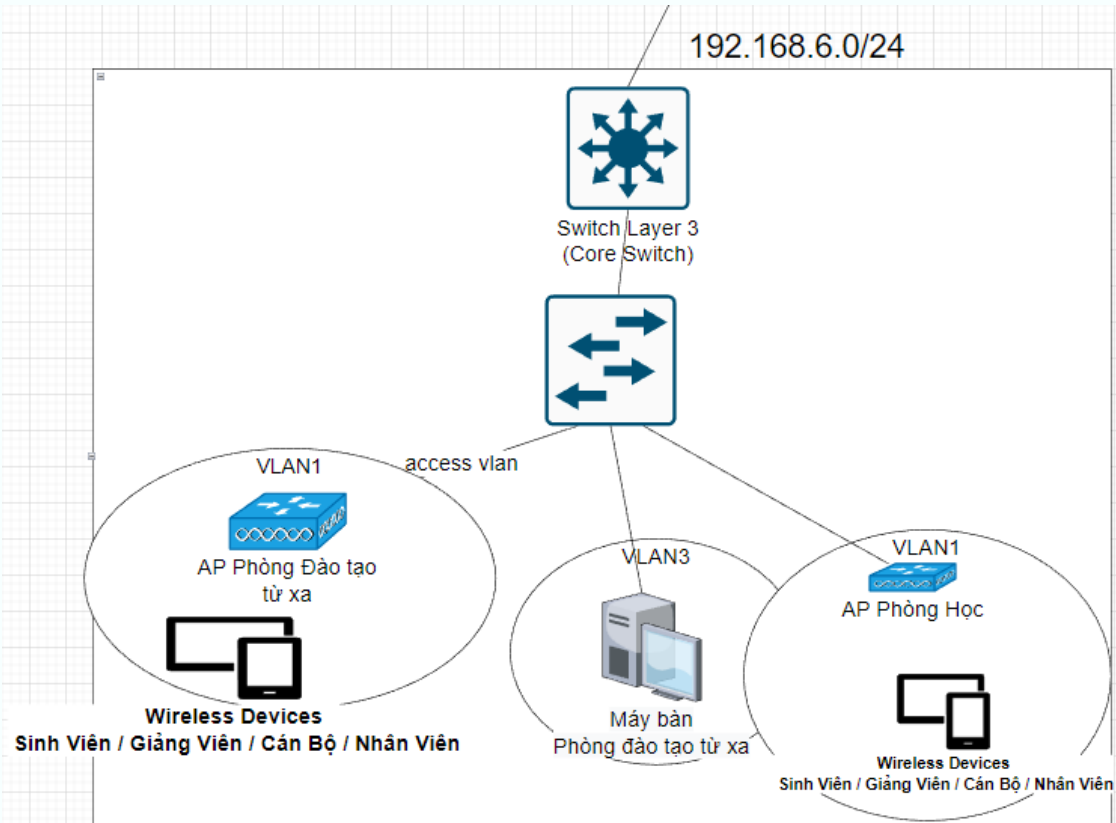 192.168.6.0/24
Switch Layer 3
(Core Switch)
access vlan
VLAN1
AP Phòng Đào tạo
từ xa
Wireless Devices
Sinh Viên / Giảng Viên / Cán Bộ / Nhân Viên
VLAN3
Máy bàn
Phòng đào tạo từ xa
VLAN1
AP Phòng Học
Wireless Devices
Sinh Viên / Giảng Viên / Cán Bộ / Nhân Viên